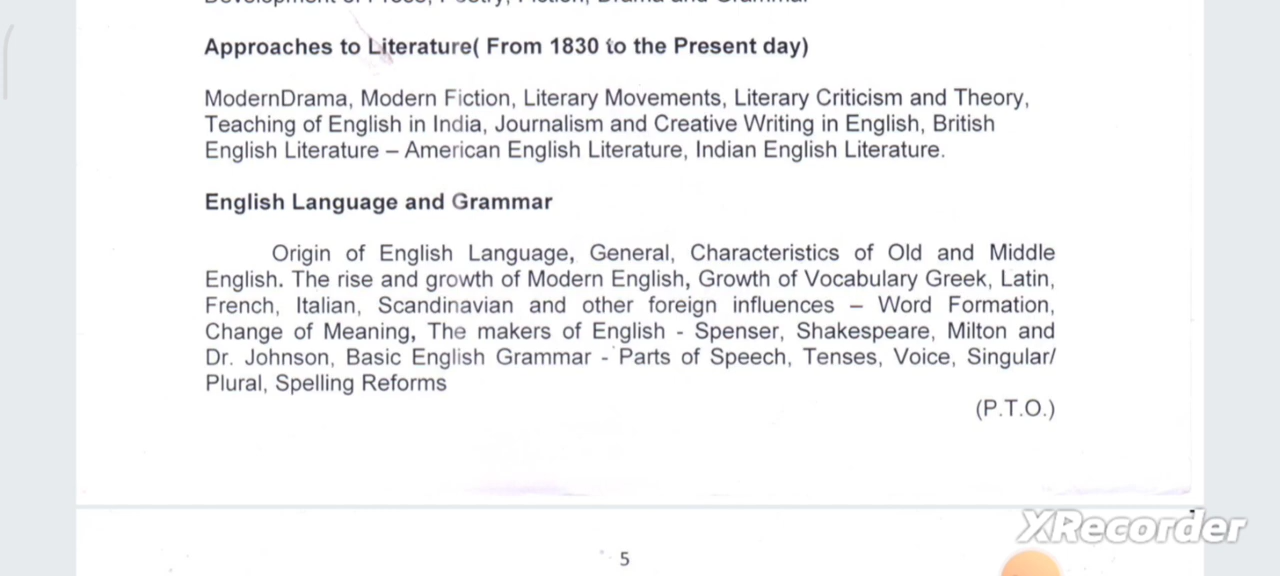 Development of Prose, Poetry, Fiction, Drama and Grammar
Approaches to Literature( From 1830 to the Present day)
ModernDrama, Modern Fiction, Literary Movements, Literary Criticism and Theory,
Teaching of English in India, Journalism and Creative Writing in English, British
English Literature – American English Literature, Indian English Literature.
English Language and Grammar
Origin of English Language, General, Characteristics of Old and Middle
English. The rise and growth of Modern English, Growth of Vocabulary Greek, Latin,
French, Italian, Scandinavian and other foreign influences – Word Formation,
Change of Meaning, The makers of English - Spenser, Shakespeare, Milton and
Dr. Johnson, Basic English Grammar - Parts of Speech, Tenses, Voice, Singular/
Plural, Spelling Reforms
(P.T.O.)
XRecorder
5